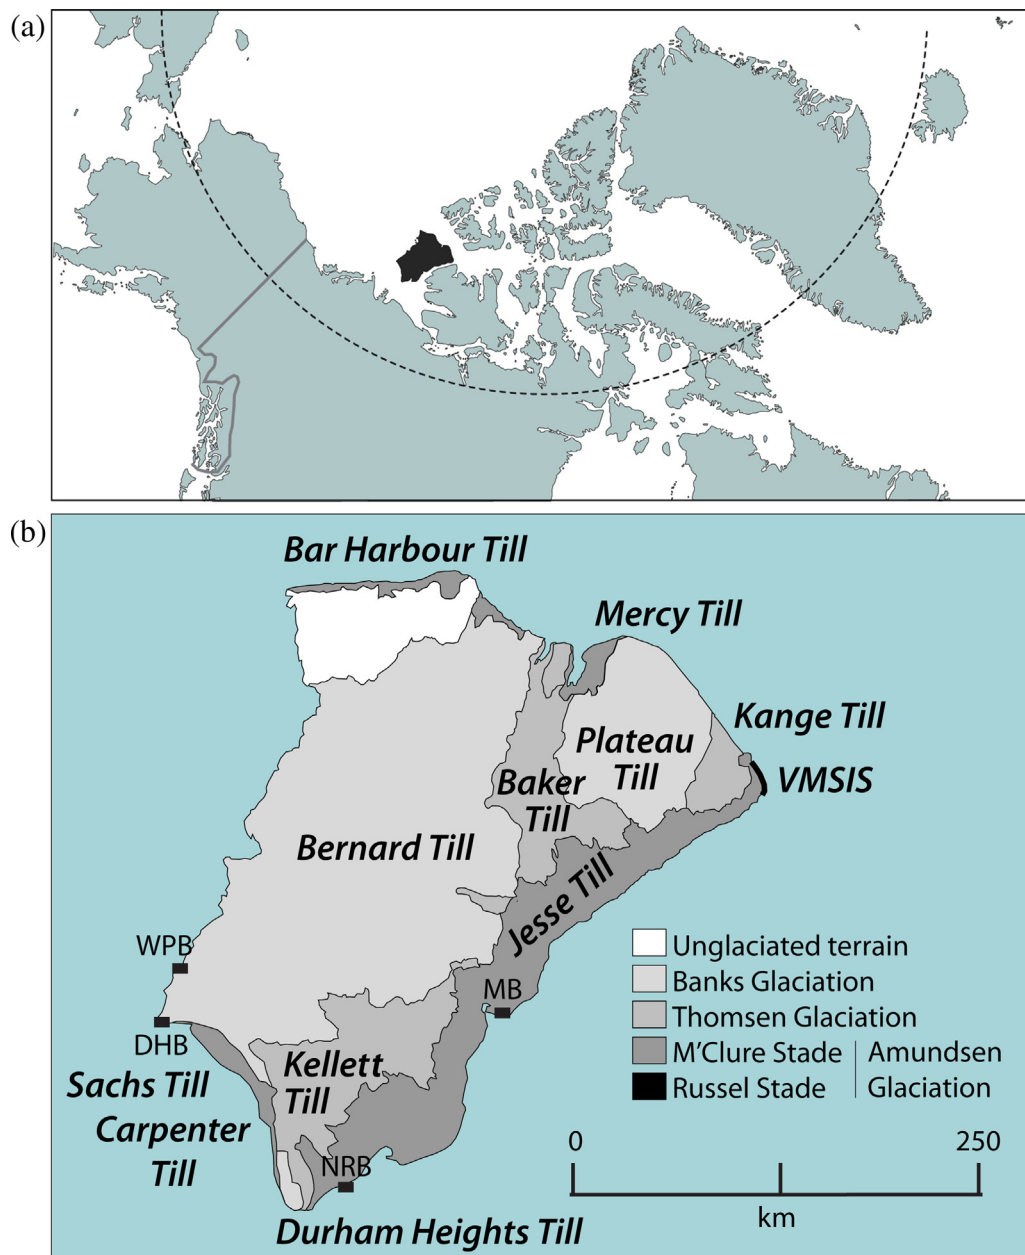 (a)
(b)
Bar Harbour Till
Mercy Till
Kange Till
Plateau
Till
VMSIS
Baker
Till
Bernard Till
Jesse Till
Unglaciated terrain
WPB
Banks Glaciation
MB
Thomsen Glaciation
DHB
M'Clure Stade
Amundsen
Kellett
Till
Sachs Till
Russel Stade
Glaciation
Carpenter
Till
0
250
NRB
km
Durham Heights Till